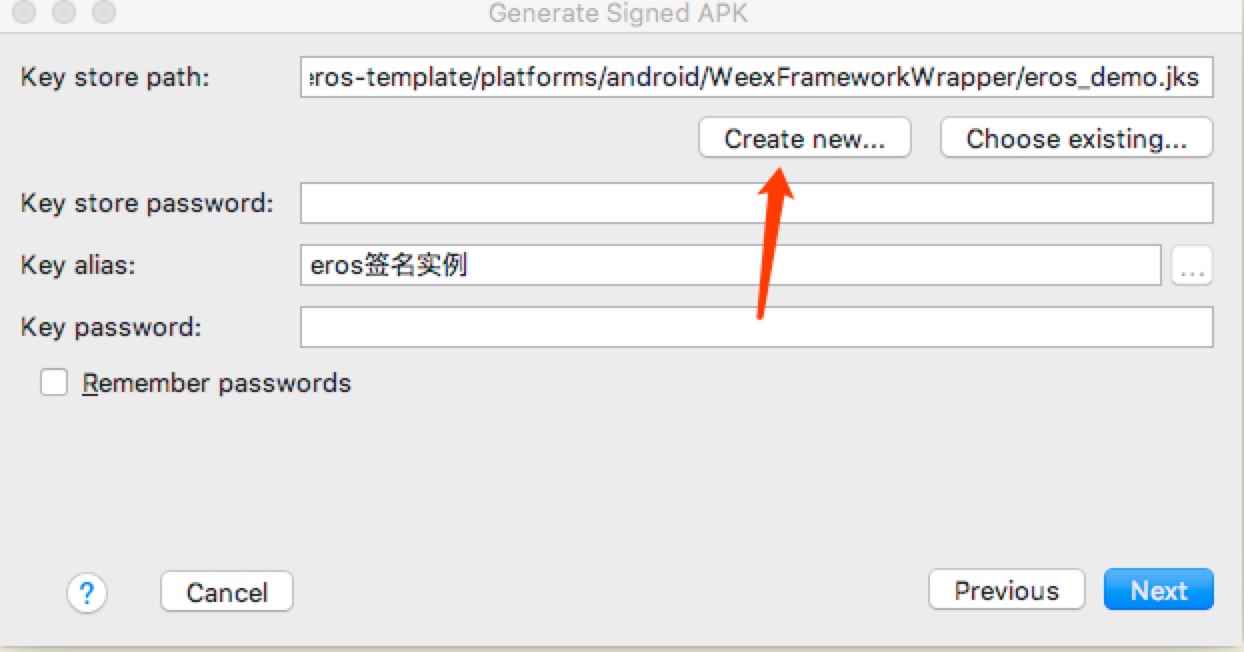 Generate Signed APK
Key store path: eros-template/platforms/android/WeexFrameworkWrapper/eros_demo.jks
Create new... Choose existing...
Key store password:
Key alias: eros签名实例 ...
Key password:
Remember passwords
? Cancel Previous Next